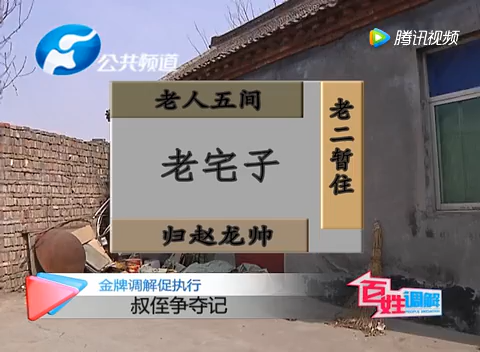 公共频道
腾讯视频
老人五间
老二暂住
老宅子
归赵龙帅
金牌调解促执行
叔侄争夺记
百姓调解